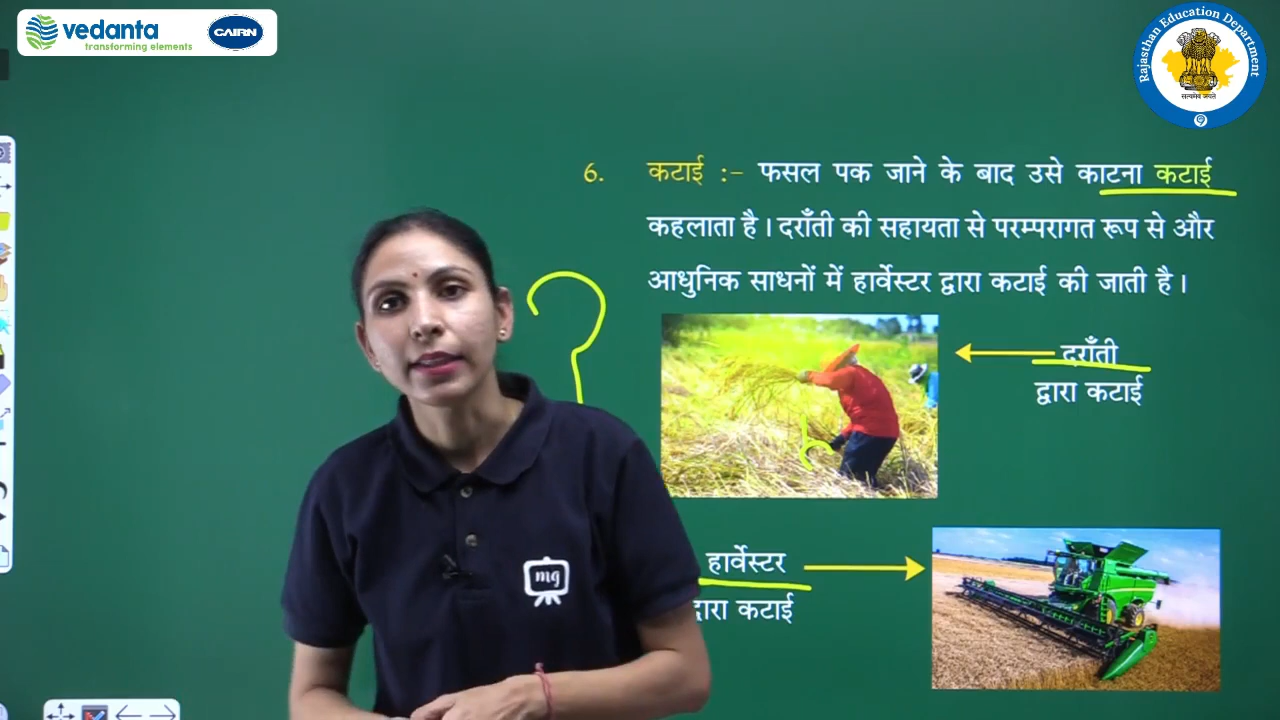 vedanta
transforming elements
CAIRN
Rajasthan Education Department
सत्यमेव जयते
6. कटाई :- फसल पक जाने के बाद उसे काटना कटाई
कहलाता है। दराँती की सहायता से परम्परागत रूप से और
आधुनिक साधनों में हार्वेस्टर द्वारा कटाई की जाती है।
दराँती
द्वारा कटाई
हार्वेस्टर
द्वारा कटाई
mg